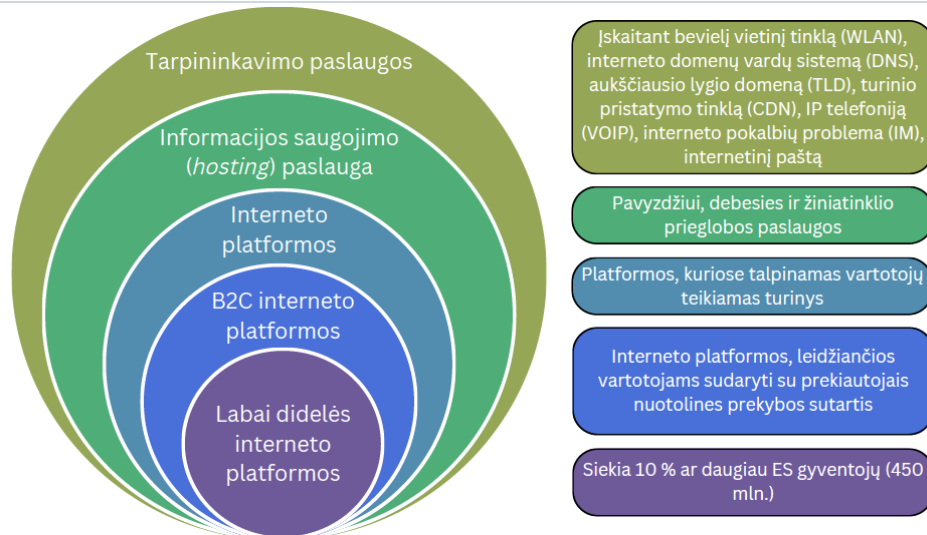 Tarpininkavimo paslaugos
Informacijos saugojimo
(hosting) paslauga
Interneto
platformos
B2C interneto
platformos
Labai didelės
interneto
platformos
Įskaitant bevielį vietinį tinklą (WLAN),
interneto domenų vardų sistemą (DNS),
aukščiausio lygio domeną (TLD), turinio
pristatymo tinklą (CDN), IP telefoniją
(VOIP), interneto pokalbių problema (IM),
internetinį paštą
Pavyzdžiui, debesies ir žiniatinklio
prieglobos paslaugos
Platformos, kuriose talpinamas vartotojų
teikiamas turinys
Interneto platformos, leidžiančios
vartotojams sudaryti su prekiautojais
nuotolines prekybos sutartis
Siekia 10 % ar daugiau ES gyventojų (450
mln.)